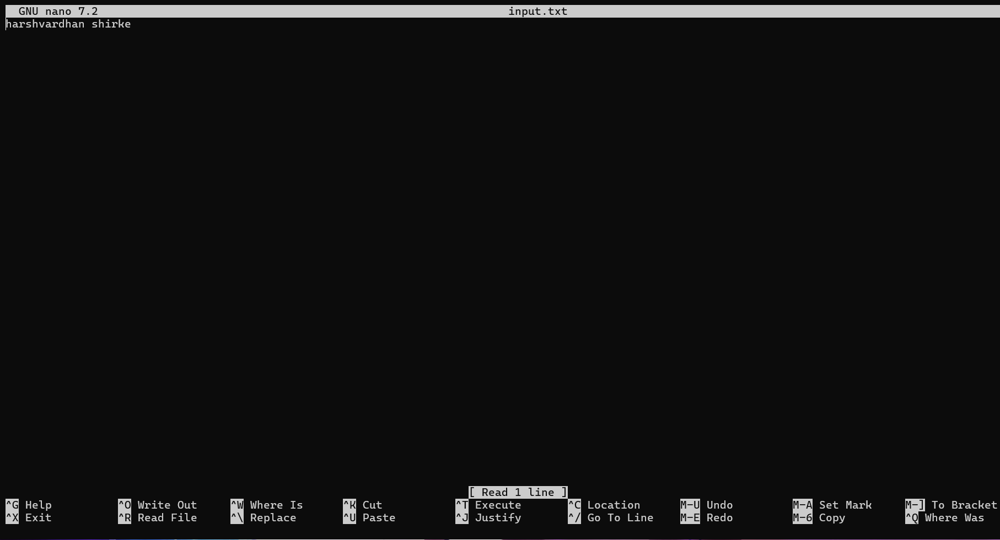 GNU nano 7.2 input.txt
harshvardhan shirke
[ Read 1 line ]
^G Help ^O Write Out ^W Where Is ^K Cut ^T Execute ^C Location M-U Undo M-A Set Mark M-] To Bracket
^X Exit ^R Read File ^\ Replace ^U Paste ^J Justify ^/ Go To Line M-E Redo M-6 Copy ^Q Where Was